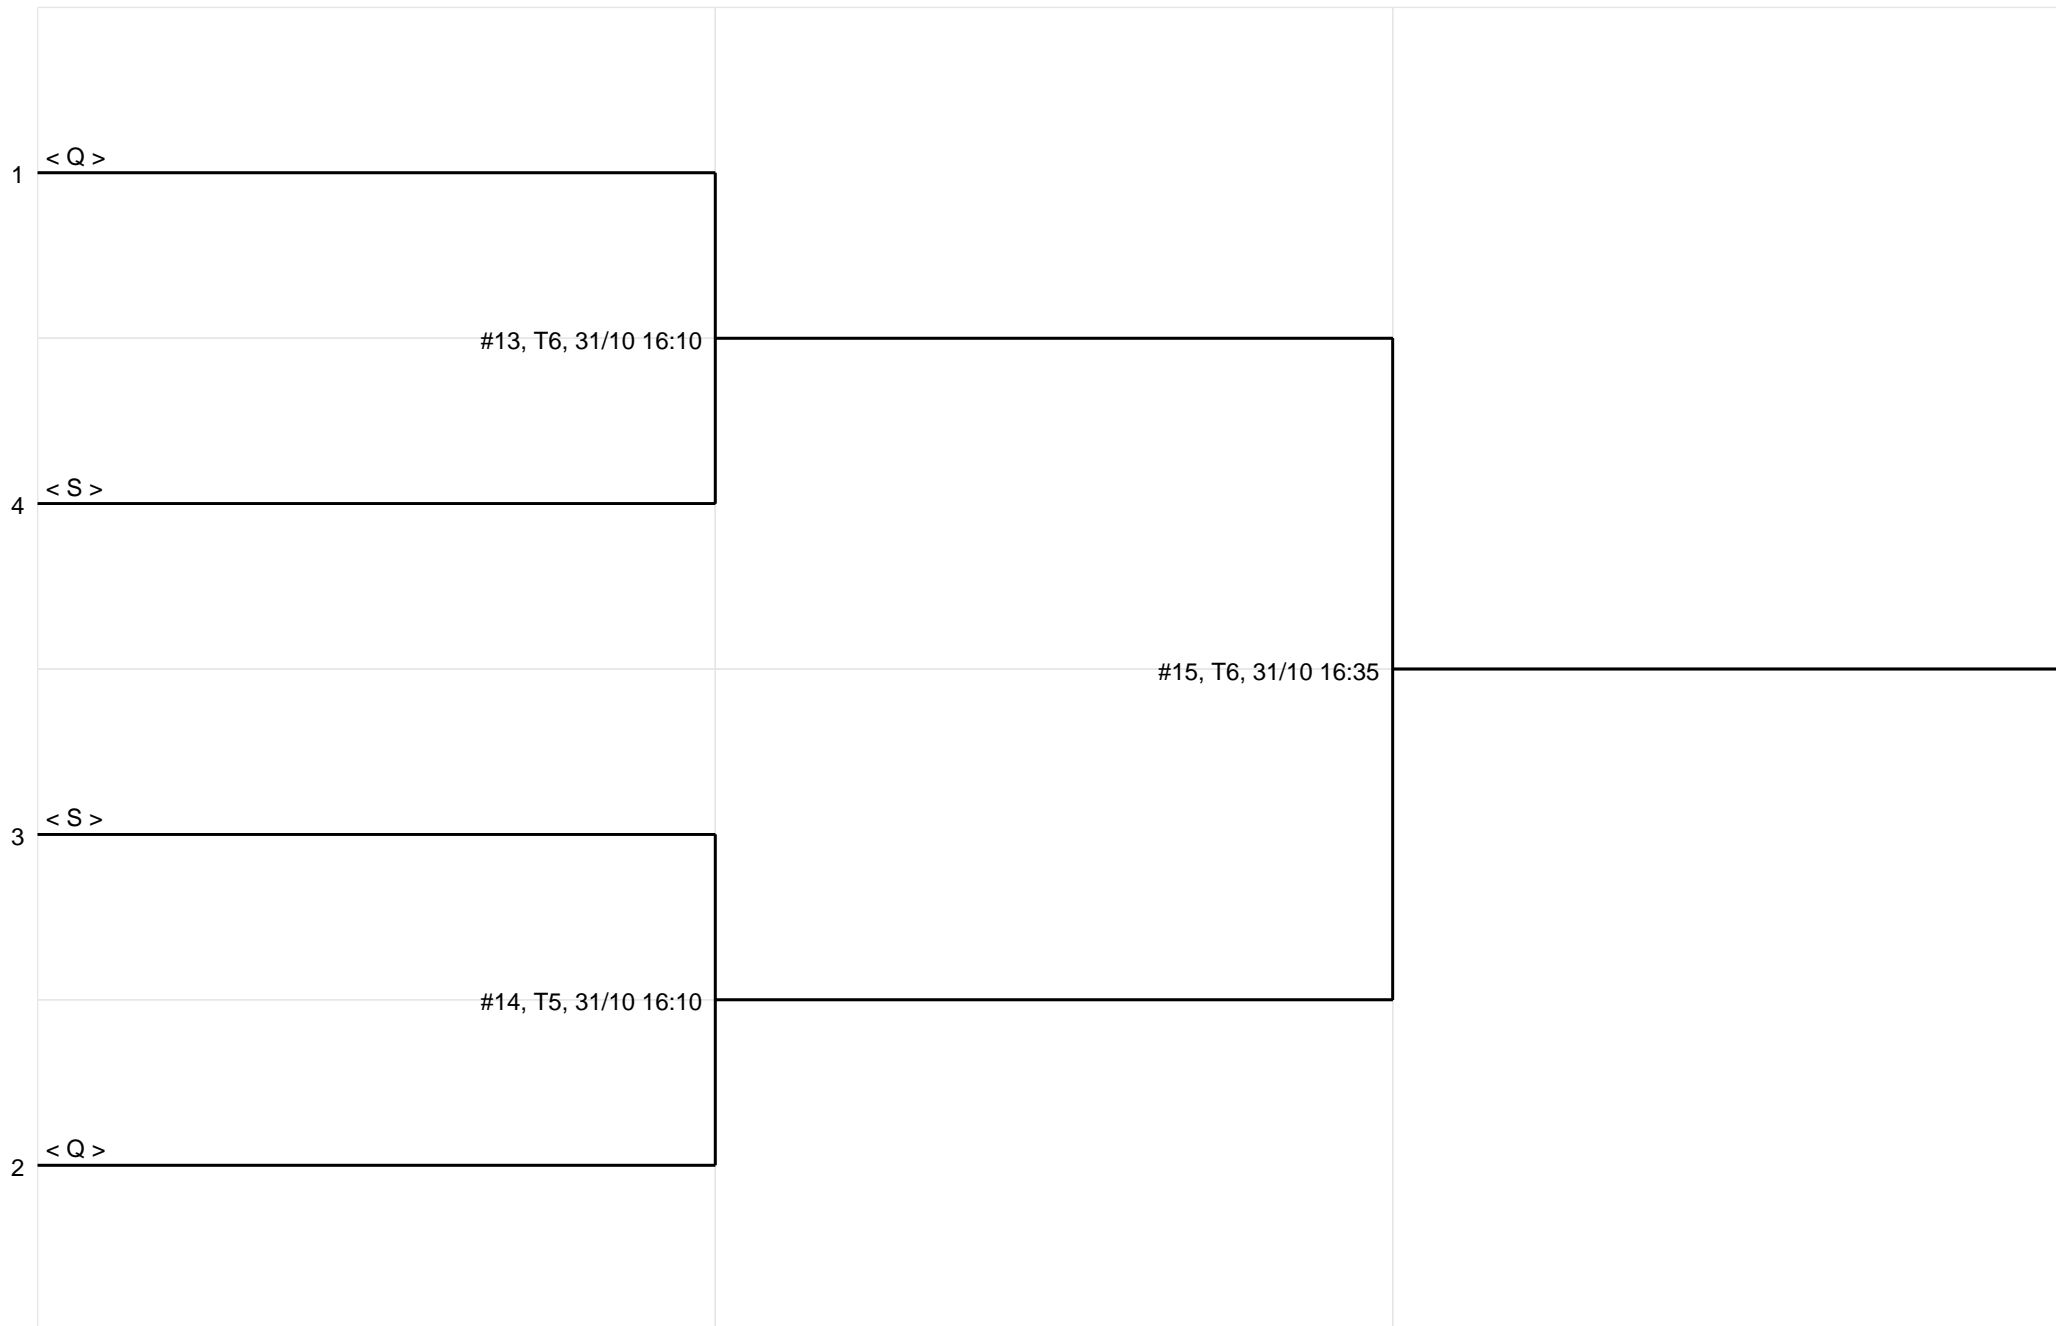 < Q >
1
#13, T6, 31/10 16:10
< S >
4
#15, T6, 31/10 16:35
< S >
3
#14, T5, 31/10 16:10
< Q >
2